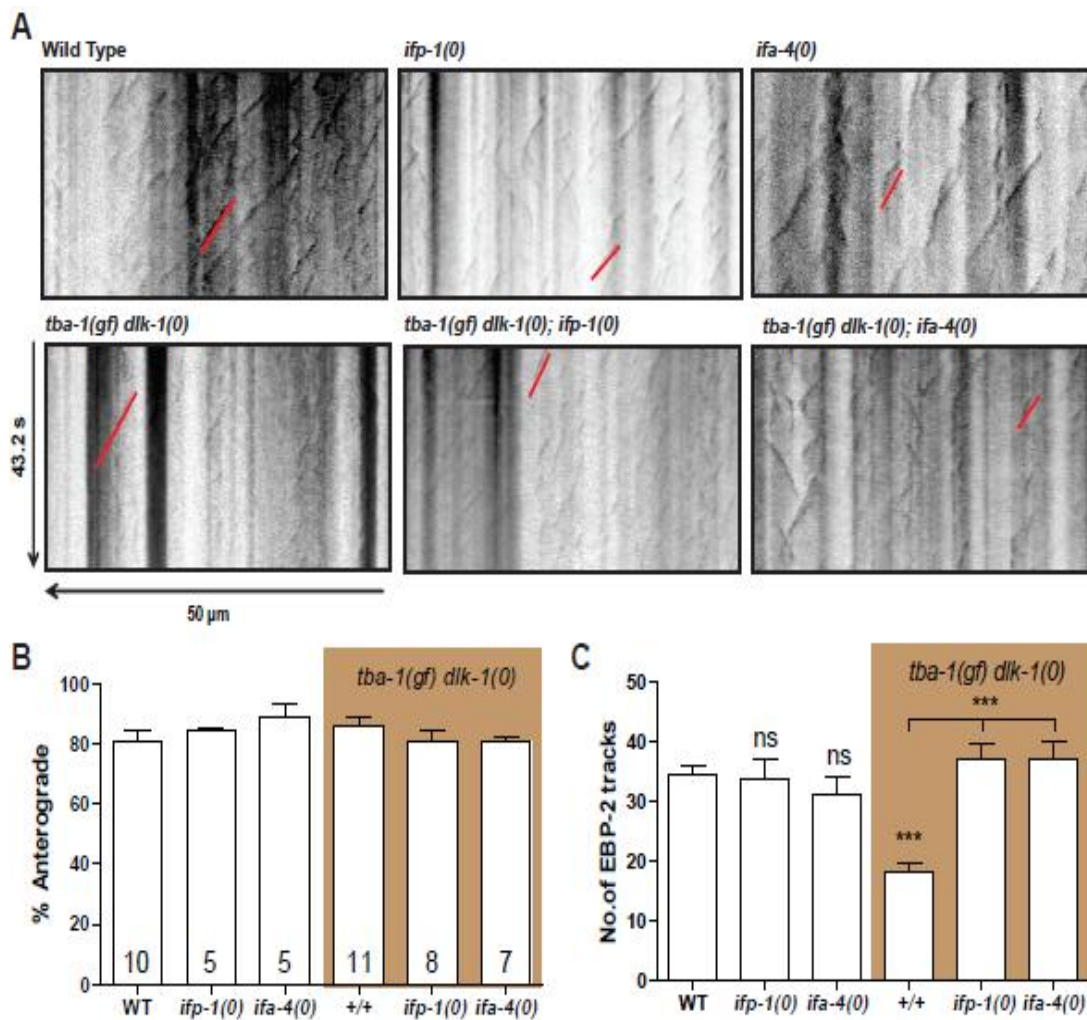 A
Wild Type
ifp-1(0)
ifa-4(0)
tba-1(gf) dlk-1(0)
tba-1(gf) dlk-1(0); ifp-1(0)
tba-1(gf) dlk-1(0); ifa-4(0)
43.2 s
50 µm
B
% Anterograde
100
80
60
40
20
0
tba-1(gf) dlk-1(0)
10
5
5
11
8
7
WT
ifp-1(0)
ifa-4(0)
+/+
ifp-1(0)
ifa-4(0)
C
No.of EBP-2 tracks
50
40
30
20
10
0
tba-1(gf) dlk-1(0)
***
ns
ns
***
WT
ifp-1(0)
ifa-4(0)
+/+
ifp-1(0)
ifa-4(0)